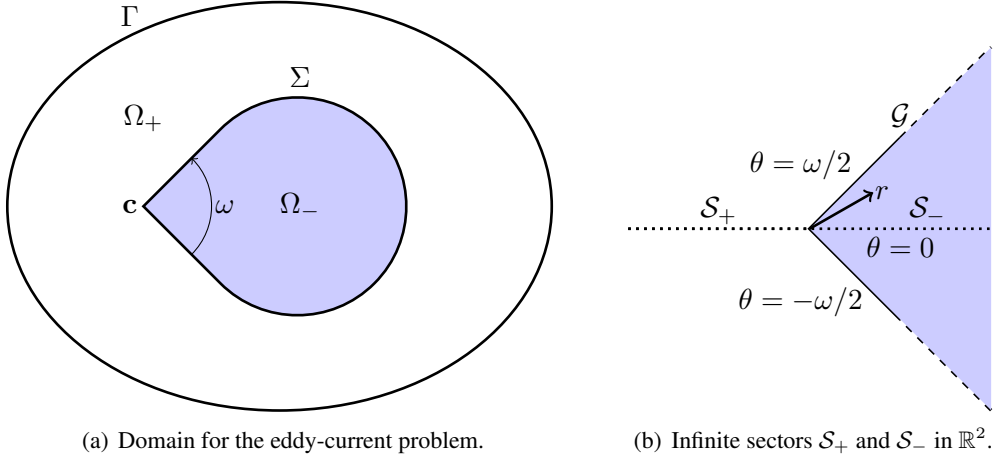 Γ
Σ
Ω₊
c
ω
Ω₋
(a) Domain for the eddy-current problem.
𝒢
θ = ω/2
r
𝒮₊
𝒮₋
θ = 0
θ = −ω/2
(b) Infinite sectors 𝒮₊ and 𝒮₋ in ℝ².